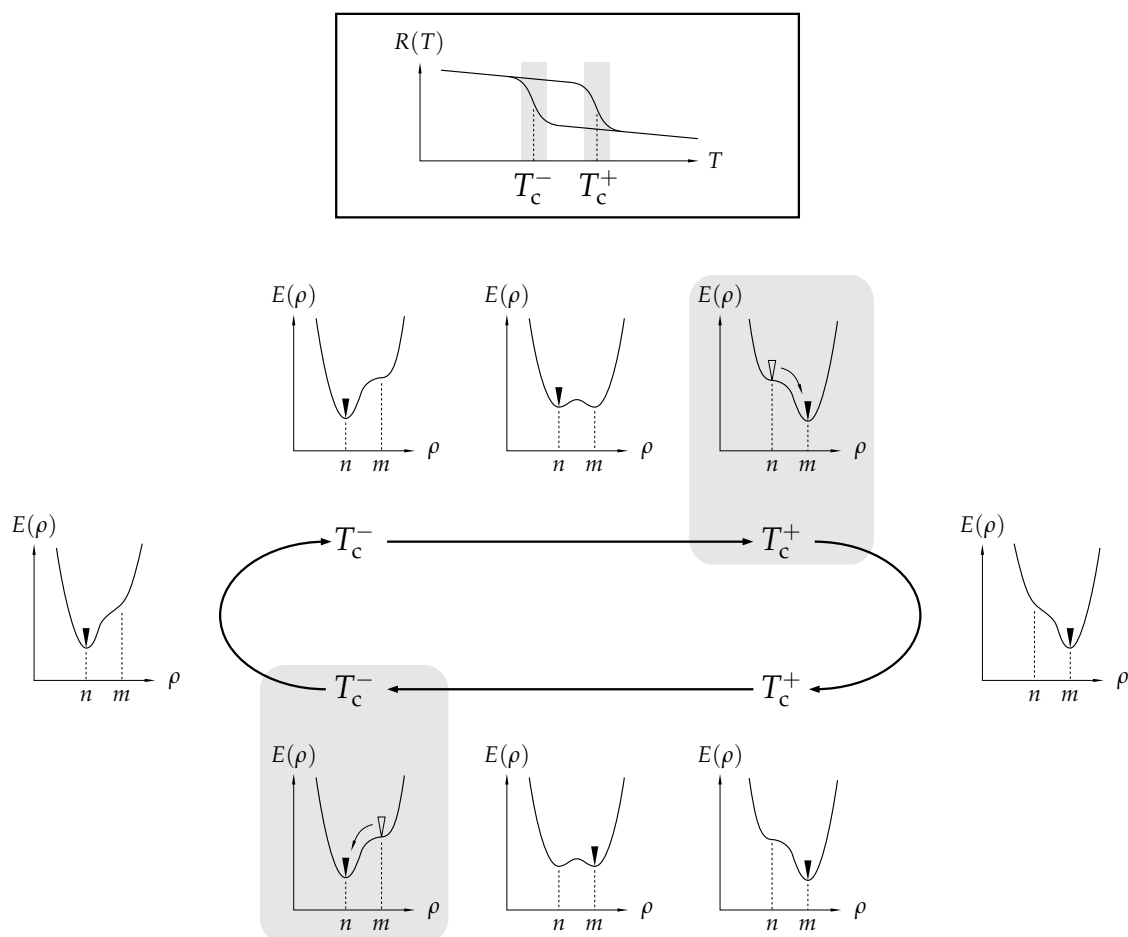 R(T)
T
T_c^- T_c^+
E(ρ) E(ρ) E(ρ)
n m ρ n m ρ n m ρ
E(ρ) T_c^- T_c^+ E(ρ)
n m ρ T_c^- T_c^+ n m ρ
E(ρ) E(ρ) E(ρ)
n m ρ n m ρ n m ρ